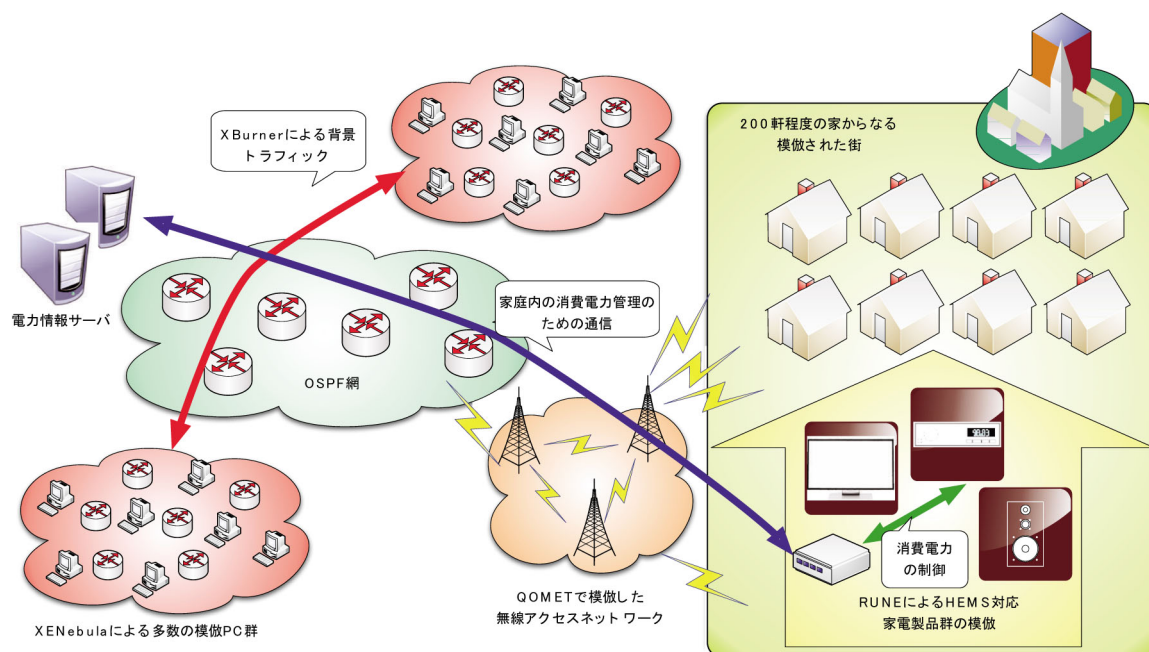 XBurnerによる背景
トラフィック
200軒程度の家からなる
模倣された街
電力情報サーバ
家庭内の消費電力管理の
ための通信
OSPF網
98.03
消費電力
の制御
QOMETで模倣した
無線アクセスネットワーク
RUNEによるHEMS対応
家電製品群の模倣
XENebulaによる多数の模倣PC群